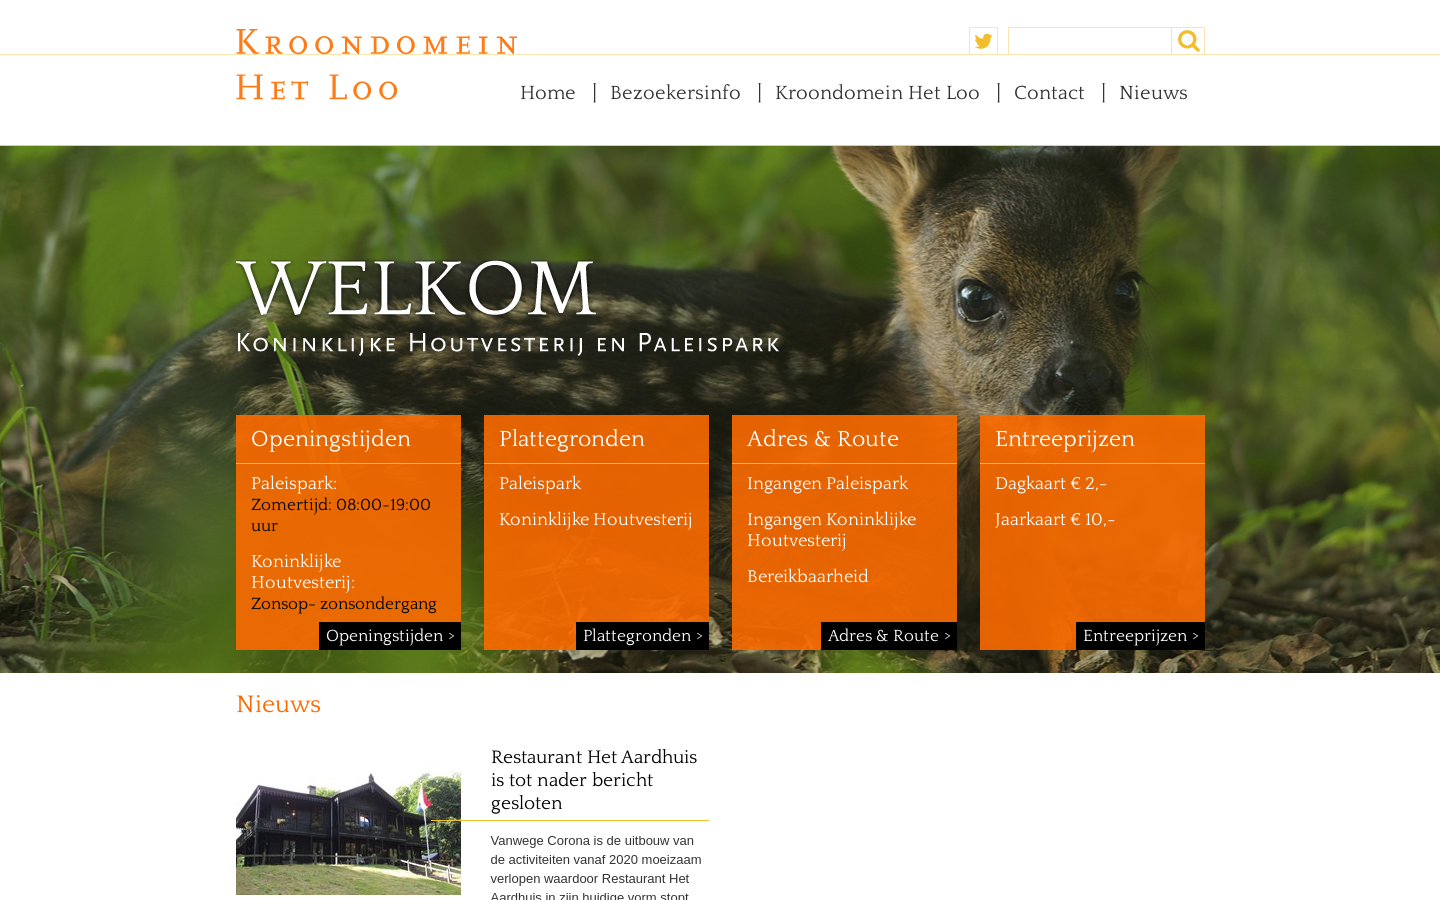 Kroondomein
Het Loo
Home | Bezoekersinfo | Kroondomein Het Loo | Contact | Nieuws
WELKOM
Koninklijke Houtvesterij en Paleispark
Openingstijden
Paleispark:
Zomertijd: 08:00-19:00
uur
Koninklijke
Houtvesterij:
Zonsop- zonsondergang
Openingstijden >
Plattegronden
Paleispark
Koninklijke Houtvesterij
Plattegronden >
Adres & Route
Ingangen Paleispark
Ingangen Koninklijke
Houtvesterij
Bereikbaarheid
Adres & Route >
Entreeprijzen
Dagkaart € 2,-
Jaarkaart € 10,-
Entreeprijzen >
Nieuws
Restaurant Het Aardhuis
is tot nader bericht
gesloten
Vanwege Corona is de uitbouw van
de activiteiten vanaf 2020 moeizaam
verlopen waardoor Restaurant Het
Aardhuis in zijn huidige vorm stopt